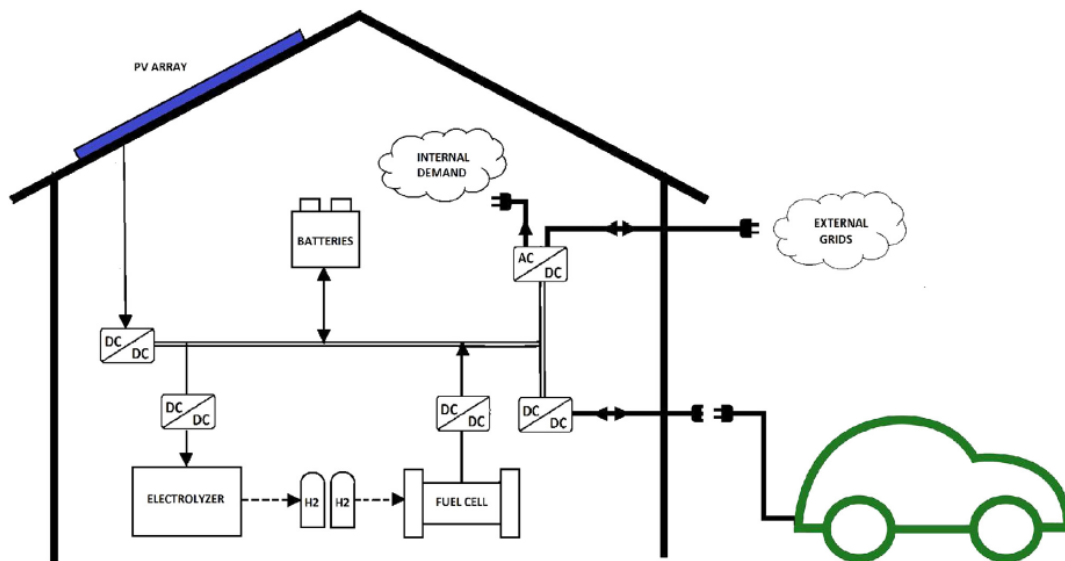 PV ARRAY
INTERNAL
DEMAND
EXTERNAL
GRIDS
BATTERIES
AC
DC
DC
DC
DC
DC
DC
DC
DC
DC
ELECTROLYZER
H2
H2
FUEL CELL